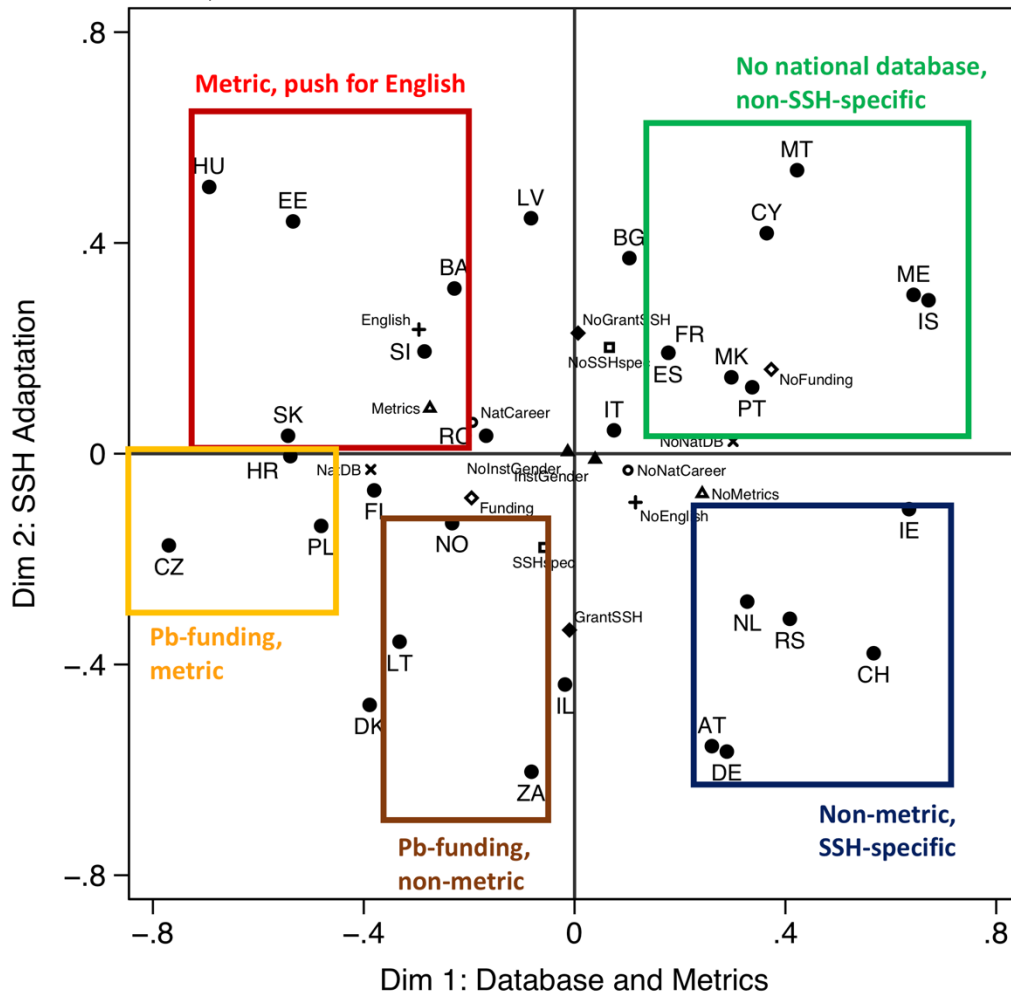 .8
Metric, push for English
No national database,
non-SSH-specific
HU
EE
LV
MT
CY
BG
.4
BA
ME
IS
English
NoGrantSSH
NoSSHspec
SI
FR
ES
MK
PT
NoFunding
Metrics
NatCareer
SK
RO
IT
NoNatDB
0
HR
NatDB
NoInstGender
InstGender
NoNatCareer
FI
Funding
NoMetrics
NoEnglish
PL
NO
IE
CZ
SSHsped
Pb-funding,
metric
GrantSSH
NL
RS
LT
CH
–.4
DK
IL
AT
DE
ZA
Pb-funding,
non-metric
Non-metric,
SSH-specific
–.8
–.8
–.4
0
.4
.8
Dim 1: Database and Metrics
Dim 2: SSH Adaptation